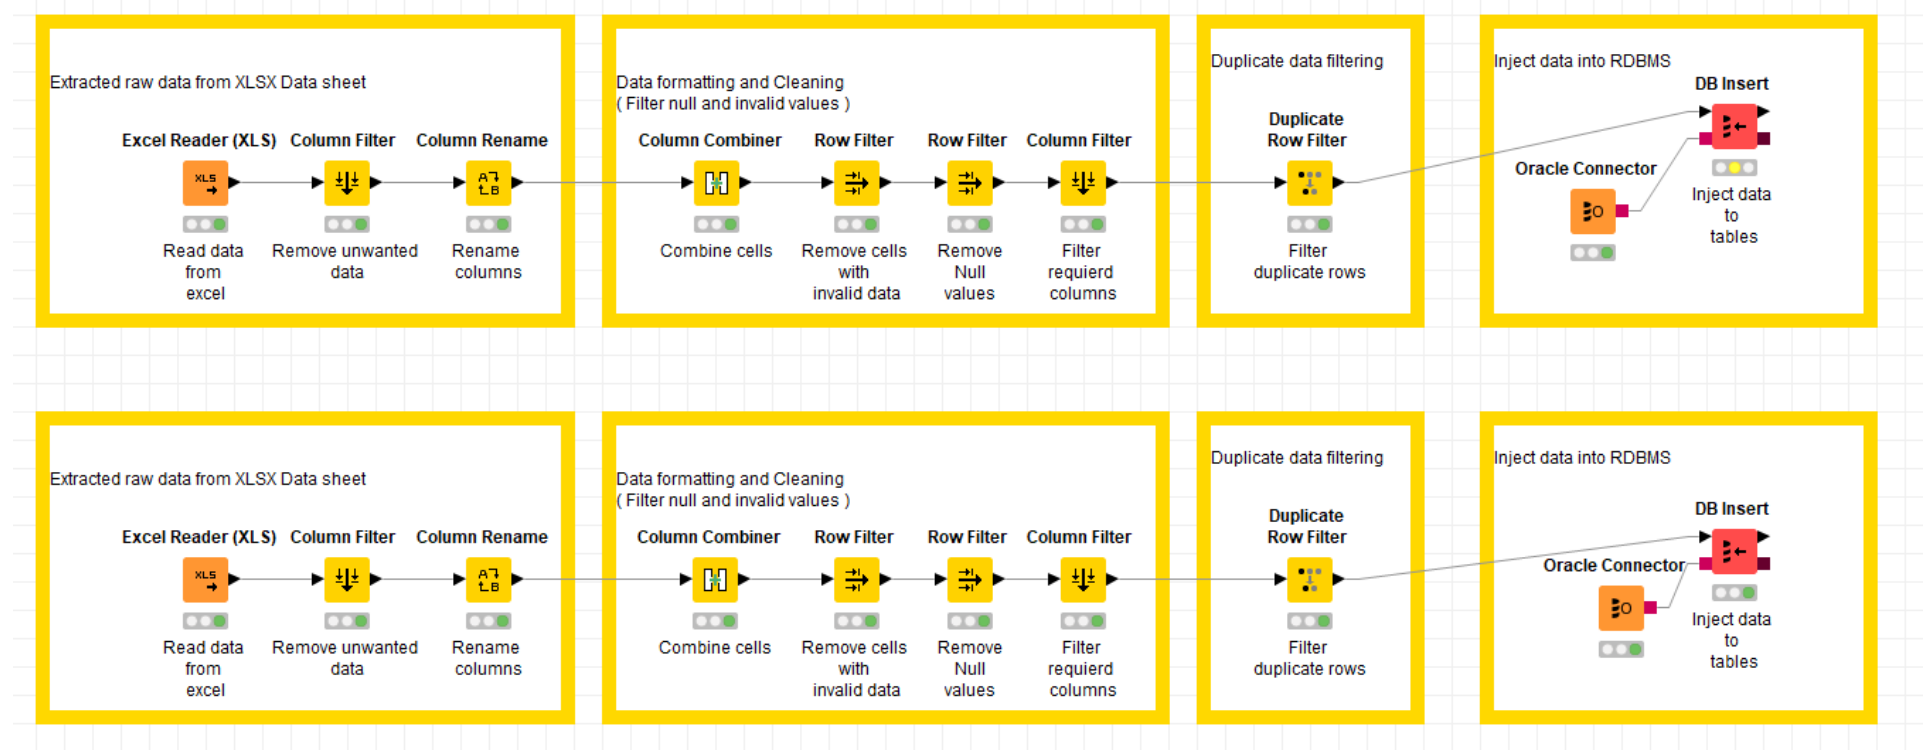 Extracted raw data from XLSX Data sheet
Excel Reader (XLS)
XLS
Read data
from
excel
Column Filter
Remove unwanted
data
Column Rename
A
B
Rename
columns
Data formatting and Cleaning
( Filter null and invalid values )
Column Combiner
Combine cells
Row Filter
Remove cells
with
invalid data
Row Filter
Remove
Null
values
Column Filter
Filter
requierd
columns
Duplicate data filtering
Duplicate
Row Filter
Filter
duplicate rows
Inject data into RDBMS
Oracle Connector
O
DB Insert
Inject data
to
tables
Extracted raw data from XLSX Data sheet
Excel Reader (XLS)
XLS
Read data
from
excel
Column Filter
Remove unwanted
data
Column Rename
A
B
Rename
columns
Data formatting and Cleaning
( Filter null and invalid values )
Column Combiner
Combine cells
Row Filter
Remove cells
with
invalid data
Row Filter
Remove
Null
values
Column Filter
Filter
requierd
columns
Duplicate data filtering
Duplicate
Row Filter
Filter
duplicate rows
Inject data into RDBMS
Oracle Connector
O
DB Insert
Inject data
to
tables